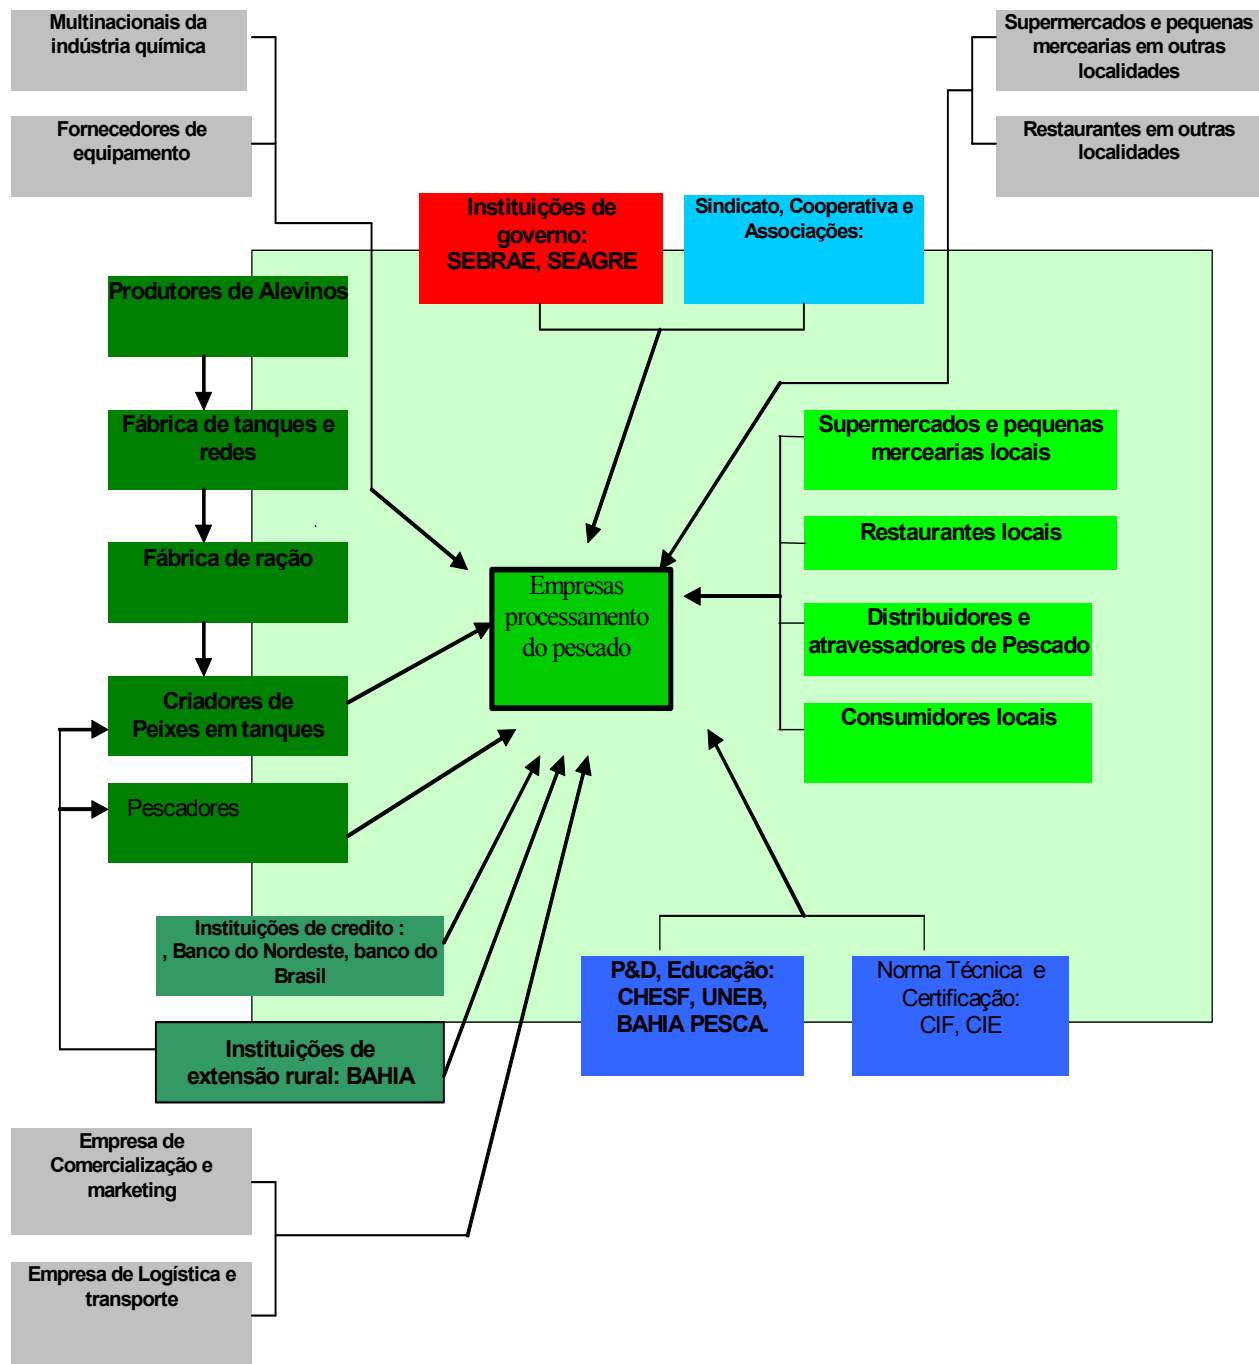 Multinacionais da
indústria química
Supermercados e pequenas
mercearias em outras
localidades
Fornecedores de
equipamento
Restaurantes em outras
localidades
Instituições de
governo:
SEBRAE, SEAGRE
Sindicato, Cooperativa e
Associações:
Produtores de Alevinos
Fábrica de tanques e
redes
Supermercados e pequenas
mercearias locais
Fábrica de ração
Restaurantes locais
Empresas
processamento
do pescado
Distribuidores e
atravessadores de Pescado
Criadores de
Peixes em tanques
Consumidores locais
Pescadores
Instituições de credito :
, Banco do Nordeste, banco do
Brasil
P&D, Educação:
CHESF, UNEB,
BAHIA PESCA.
Norma Técnica e
Certificação:
CIF, CIE
Instituições de
extensão rural: BAHIA
Empresa de
Comercialização e
marketing
Empresa de Logística e
transporte